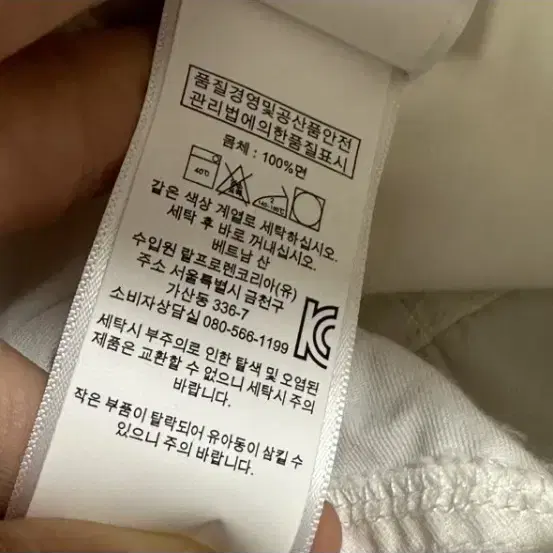 품질경영및공산품안전
관리법에의한품질표시
몸체 : 100%면
40℃
2
140-160℃
같은 색상 계열로 세탁하십시오.
세탁 후 바로 꺼내십시오.
베트남 산
수입원 랄프로렌코리아(유)
주소 서울특별시 금천구
가산동 336-7
소비자상담실 080-566-1199
세탁시 부주의로 인한 탈색 및 오염된
제품은 교환할 수 없으니 세탁시 주의
바랍니다.
작은 부품이 탈락되어 유아동이 삼킬 수
있으니 주의 바랍니다.